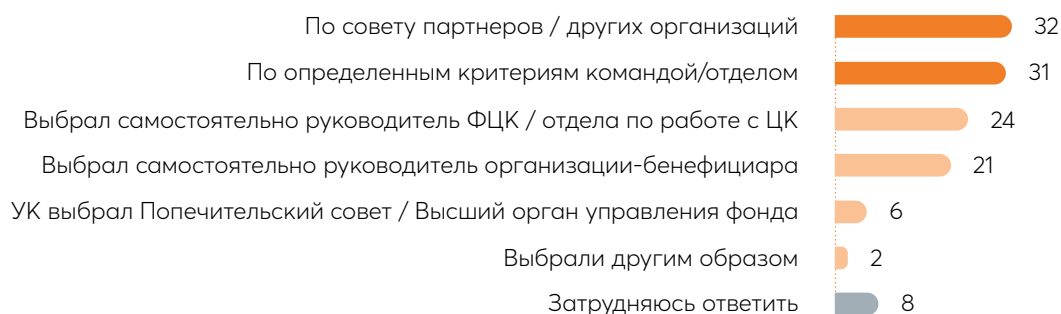 По совету партнеров / других организаций 32
По определенным критериям командой/отделом 31
Выбрал самостоятельно руководитель ФЦК / отдела по работе с ЦК 24
Выбрал самостоятельно руководитель организации-бенефициара 21
УК выбрал Попечительский совет / Высший орган управления фонда 6
Выбрали другим образом 2
Затрудняюсь ответить 8